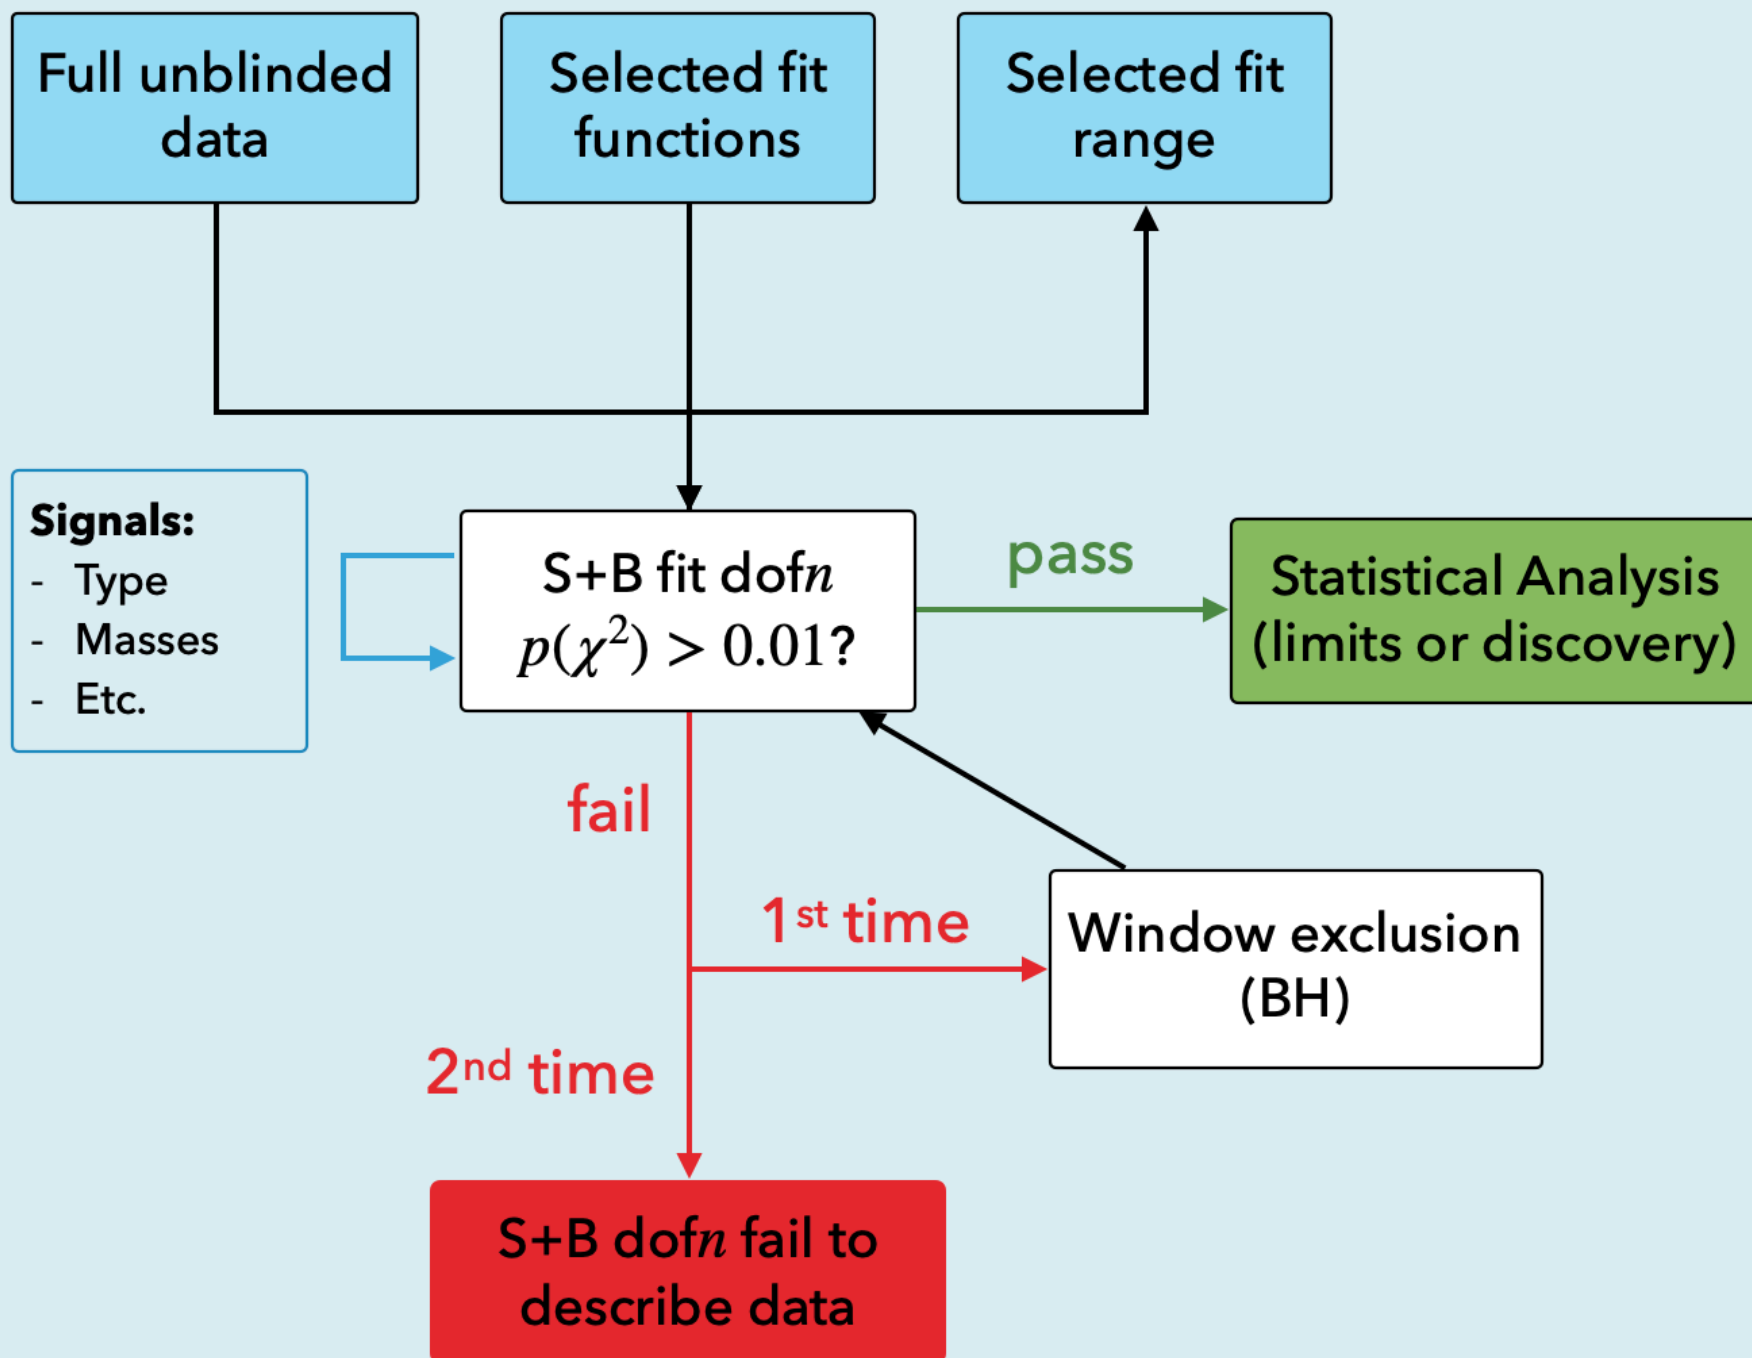 Full unblinded
data
Selected fit
functions
Selected fit
range
Signals:
- Type
- Masses
- Etc.
S+B fit dofn
p(χ²) > 0.01?
pass
Statistical Analysis
(limits or discovery)
fail
1st time
Window exclusion
(BH)
2nd time
S+B dofn fail to
describe data